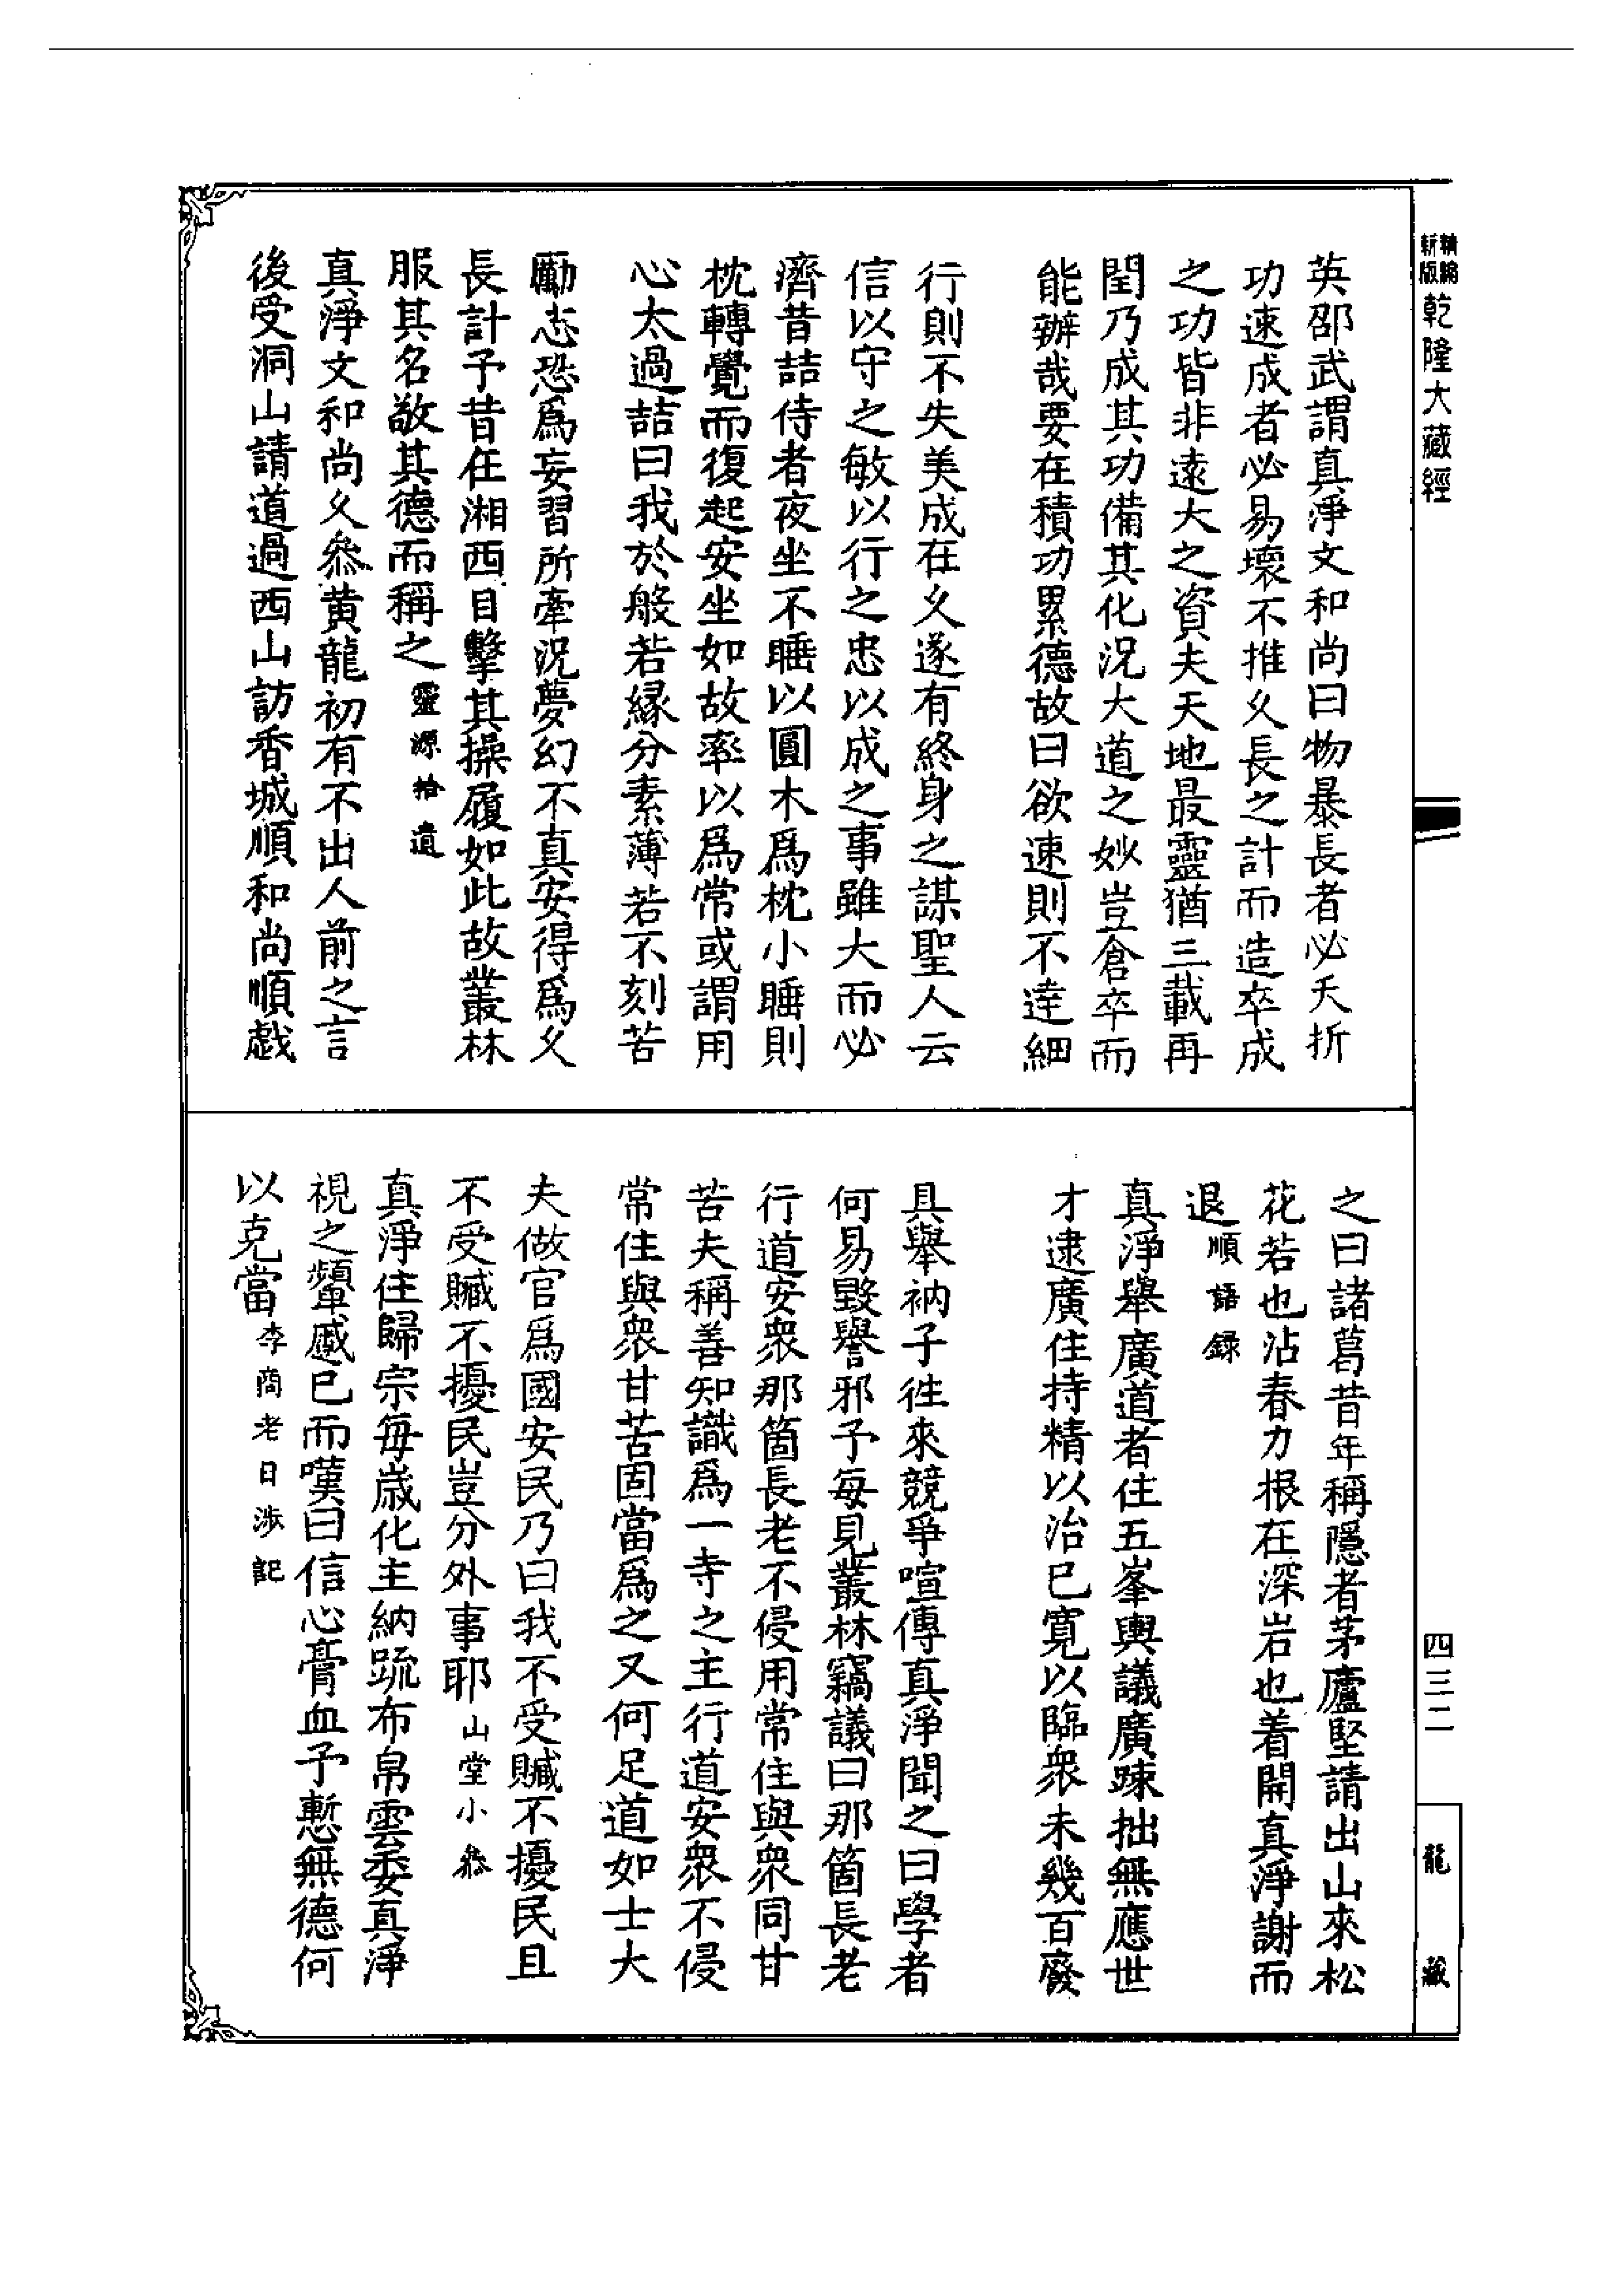 精縮新版乾隆大藏經
英邵武謂真淨文和尚曰物暴長者必夭折
功速成者必易壞不推久長之計而造卒成
之功皆非遠大之資夫天地最靈猶三載再
閏乃成其功備其化況大道之妙豈倉卒而
能辦哉要在積功累德故曰欲速則不達細
行則不失美成在久遂有終身之謀聖人云
信以守之敏以行之忠以成之事雖大而必
濟昔喆侍者夜坐不睡以圓木為枕小睡則
枕轉覺而復起安坐如故率以為常或謂用
心太過喆曰我於般若緣分素薄若不刻苦
勵志恐為妄習所牽況夢幻不真安得為久
長計予昔在湘西目擊其操履如此故叢林
服其名敬其德而稱之靈源拾遺
真淨文和尚久叅黃龍初有不出人前之言
後受洞山請道過西山訪香城順和尚順戲
之曰諸葛昔年稱隱者茅廬堅請出山來松
花若也沾春力根在深岩也着開真淨謝而
退順語錄
真淨舉廣道者住五峯輿議廣踈拙無應世
才逮廣住持精以治己寬以臨眾未幾百廢
具舉衲子徃來競爭喧傳真淨聞之曰學者
何易毀譽邪予每見叢林竊議曰那箇長老
行道安眾那箇長老不侵用常住與眾同甘
苦夫稱善知識為一寺之主行道安眾不侵
常住與眾甘苦固當為之又何足道如士大
夫做官為國安民乃曰我不受贓不擾民且
不受贓不擾民豈分外事耶山堂小叅
真淨住歸宗每歲化主納疏布帛雲委真淨
視之顰蹙已而嘆曰信心膏血予慙無德何
以克當李商老日涉記
四三二
龍藏